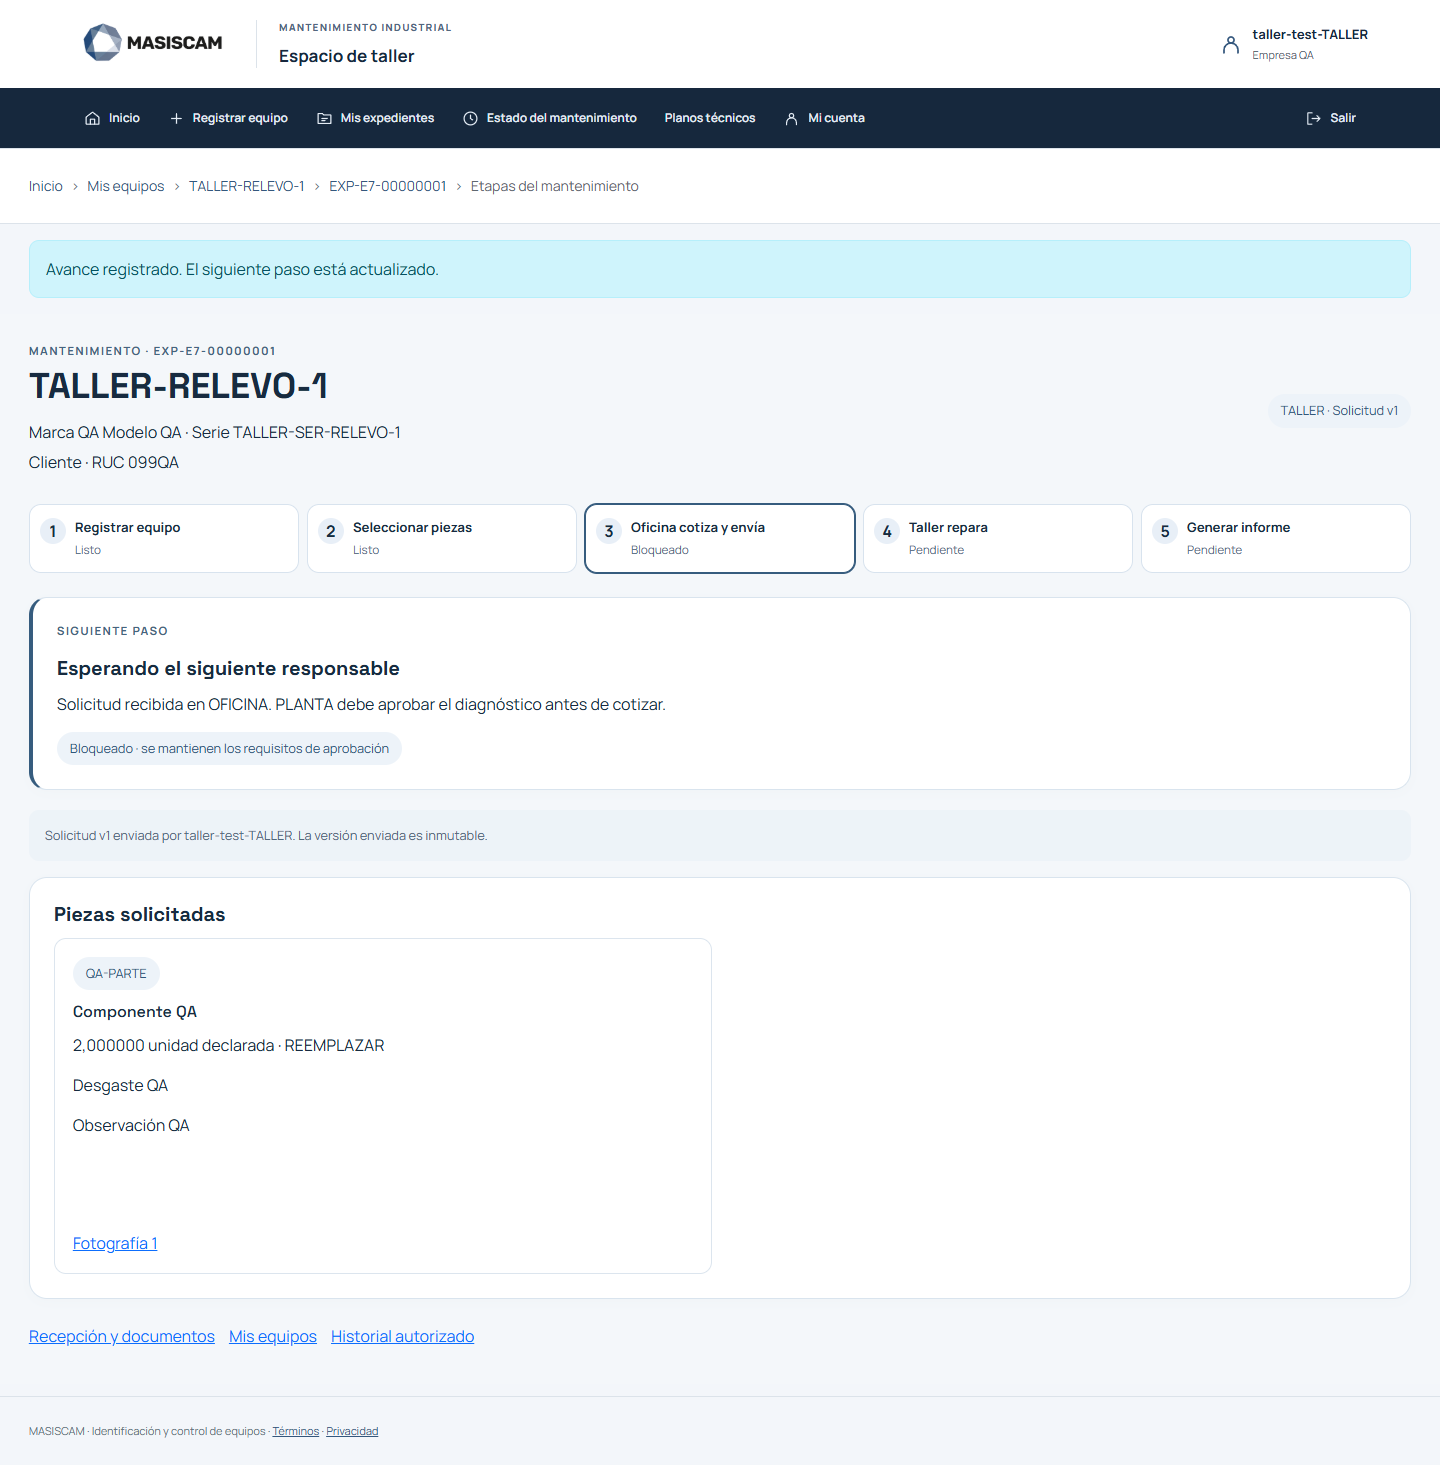 MASISCAM
MANTENIMIENTO INDUSTRIAL
Espacio de taller
taller-test-TALLER
Empresa QA
Inicio
Registrar equipo
Mis expedientes
Estado del mantenimiento
Planos técnicos
Mi cuenta
Salir
Inicio › Mis equipos › TALLER-RELEVO-1 › EXP-E7-00000001 › Etapas del mantenimiento
Avance registrado. El siguiente paso está actualizado.
MANTENIMIENTO · EXP-E7-00000001
TALLER-RELEVO-1
Marca QA Modelo QA · Serie TALLER-SER-RELEVO-1
Cliente · RUC 099QA
TALLER · Solicitud v1
1 Registrar equipo
Listo
2 Seleccionar piezas
Listo
3 Oficina cotiza y envía
Bloqueado
4 Taller repara
Pendiente
5 Generar informe
Pendiente
SIGUIENTE PASO
Esperando el siguiente responsable
Solicitud recibida en OFICINA. PLANTA debe aprobar el diagnóstico antes de cotizar.
Bloqueado · se mantienen los requisitos de aprobación
Solicitud v1 enviada por taller-test-TALLER. La versión enviada es inmutable.
Piezas solicitadas
QA-PARTE
Componente QA
2,000000 unidad declarada · REEMPLAZAR
Desgaste QA
Observación QA
Fotografía 1
Recepción y documentos Mis equipos Historial autorizado
MASISCAM · Identificación y control de equipos · Términos · Privacidad